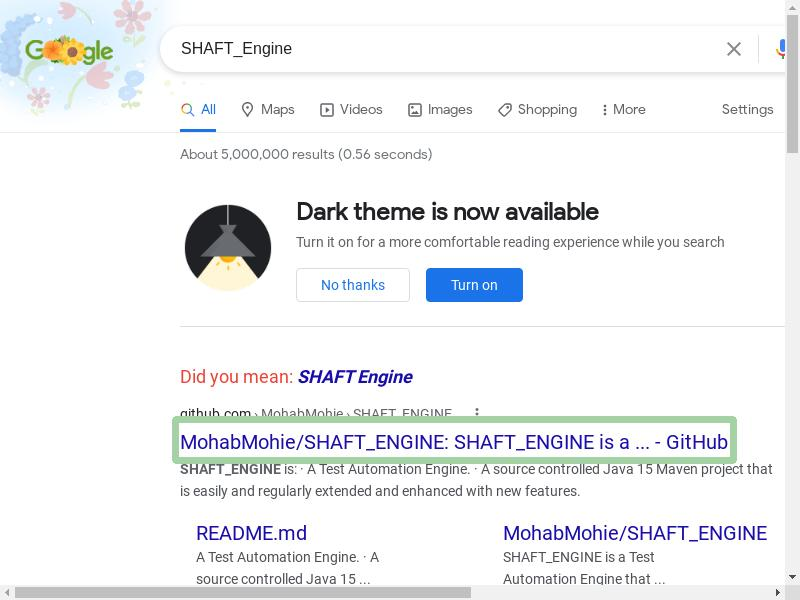 Google
SHAFT_Engine
All Maps Videos Images Shopping More Settings
About 5,000,000 results (0.56 seconds)
Dark theme is now available
Turn it on for a more comfortable reading experience while you search
No thanks Turn on
Did you mean: SHAFT Engine
github.com › MohabMohie › SHAFT_ENGINE
MohabMohie/SHAFT_ENGINE: SHAFT_ENGINE is a ... - GitHub
SHAFT_ENGINE is: · A Test Automation Engine. · A source controlled Java 15 Maven project that
is easily and regularly extended and enhanced with new features.
README.md
A Test Automation Engine. · A
source controlled Java 15 ...
MohabMohie/SHAFT_ENGINE
SHAFT_ENGINE is a Test
Automation Engine that ...